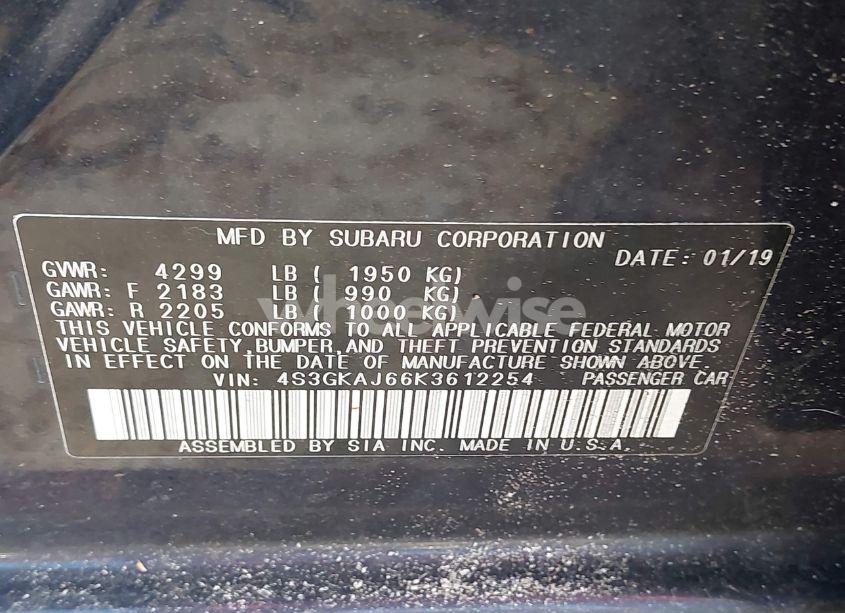 MFD BY SUBARU CORPORATION
DATE: 01/19
GVWR: 4299 LB ( 1950 KG)
GAWR: F 2183 LB ( 990 KG)
GAWR: R 2205 LB ( 1000 KG)
wheelwise
THIS VEHICLE CONFORMS TO ALL APPLICABLE FEDERAL MOTOR
VEHICLE SAFETY, BUMPER, AND THEFT PREVENTION STANDARDS
IN EFFECT ON THE DATE OF MANUFACTURE SHOWN ABOVE.
VIN: 4S3GKAJ66K3612254 PASSENGER CAR
ASSEMBLED BY SIA INC. MADE IN U.S.A.